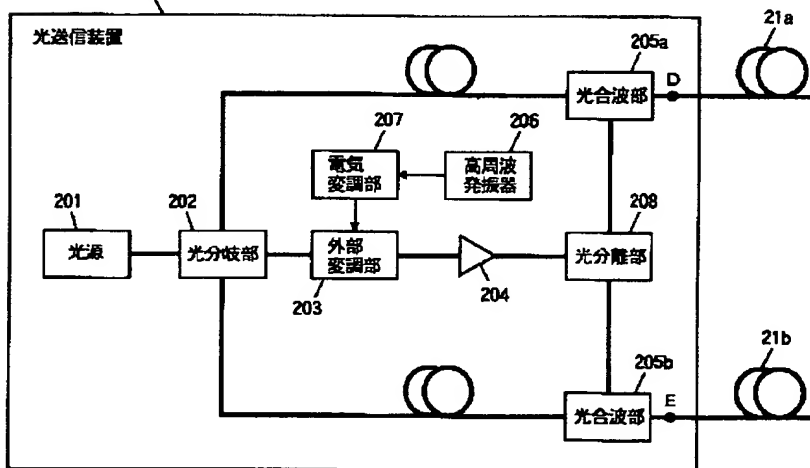 光送信装置
205a
21a
光合波部
D
207
206
電気
変調部
高周波
発振器
201
202
208
光源
光分岐部
外部
変調部
光分離部
203
204
205b
21b
光合波部
E